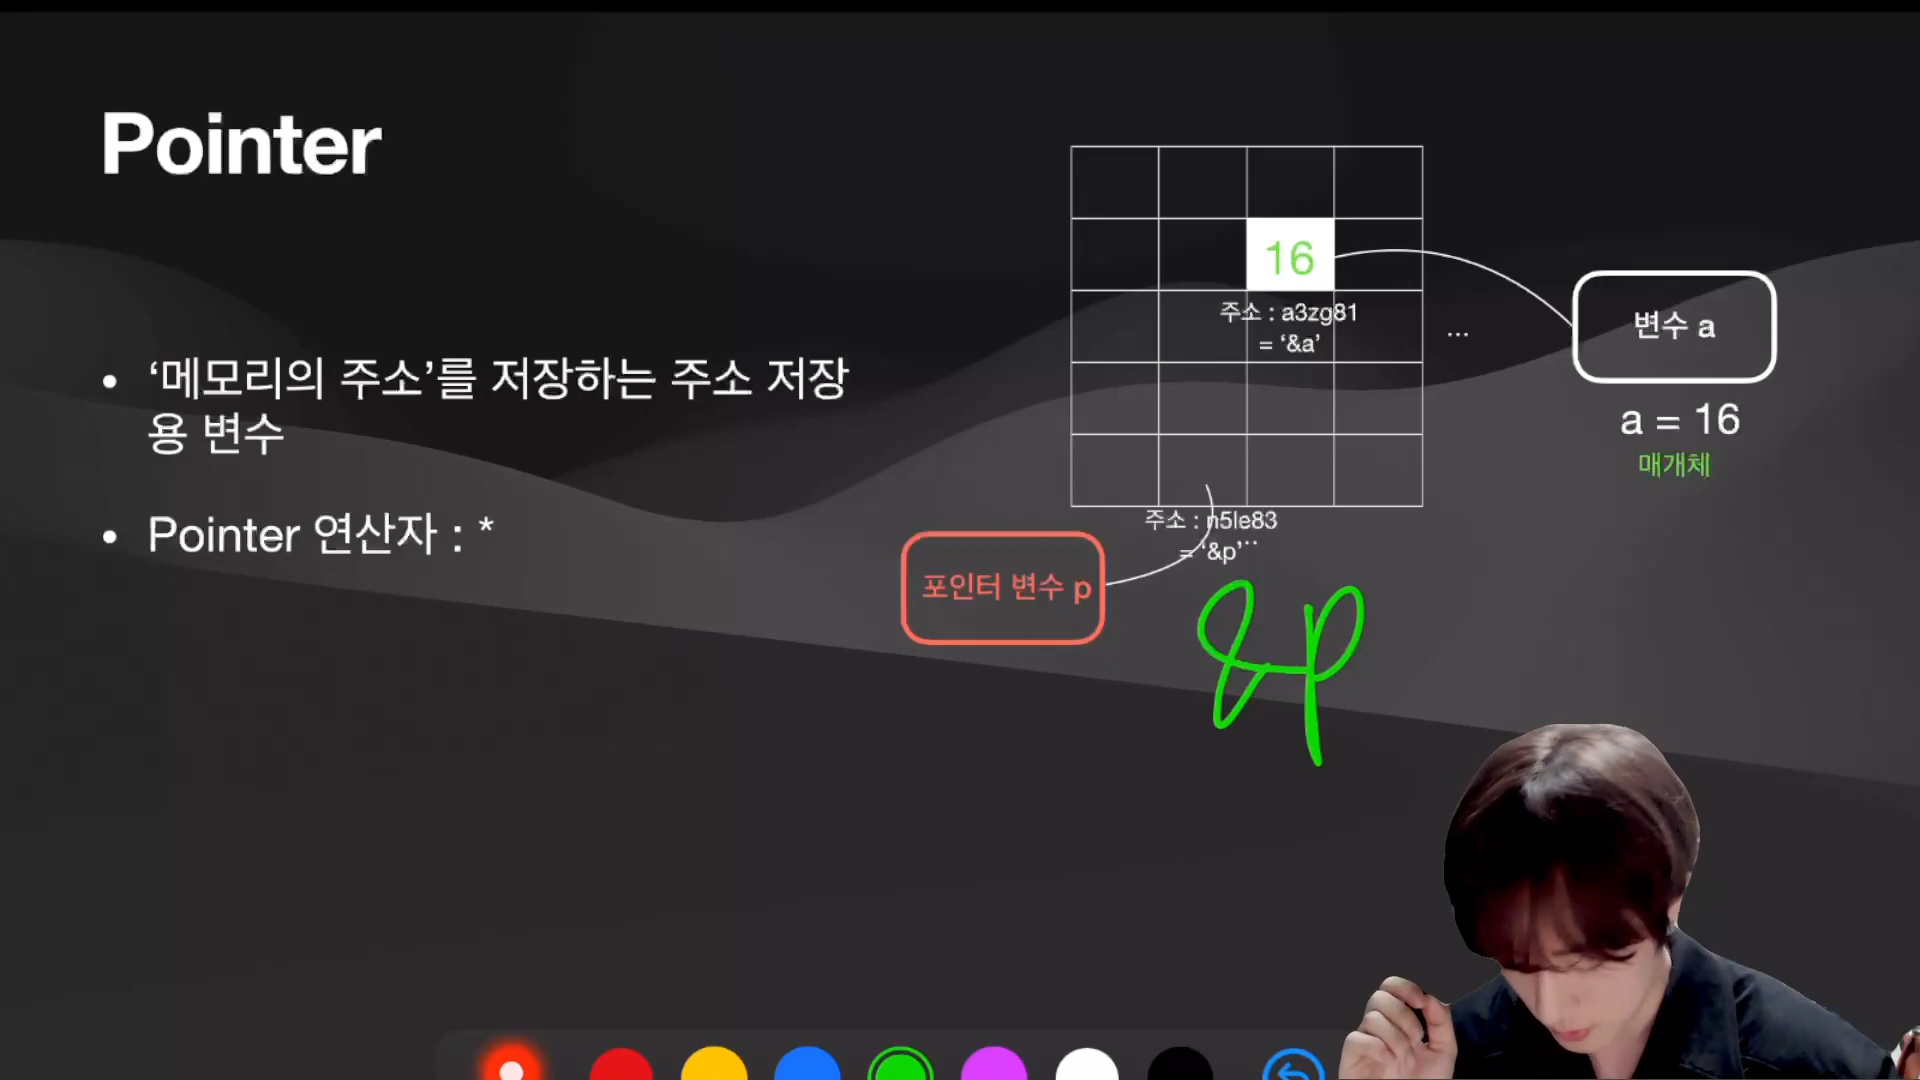 Pointer
• ‘메모리의 주소’를 저장하는 주소 저장
용 변수
• Pointer 연산자 : *
16
주소 : a3zg81
= ‘&a’
...
변수 a
a = 16
매개체
주소 : n5le83
= ‘&p’
포인터 변수 p
&p